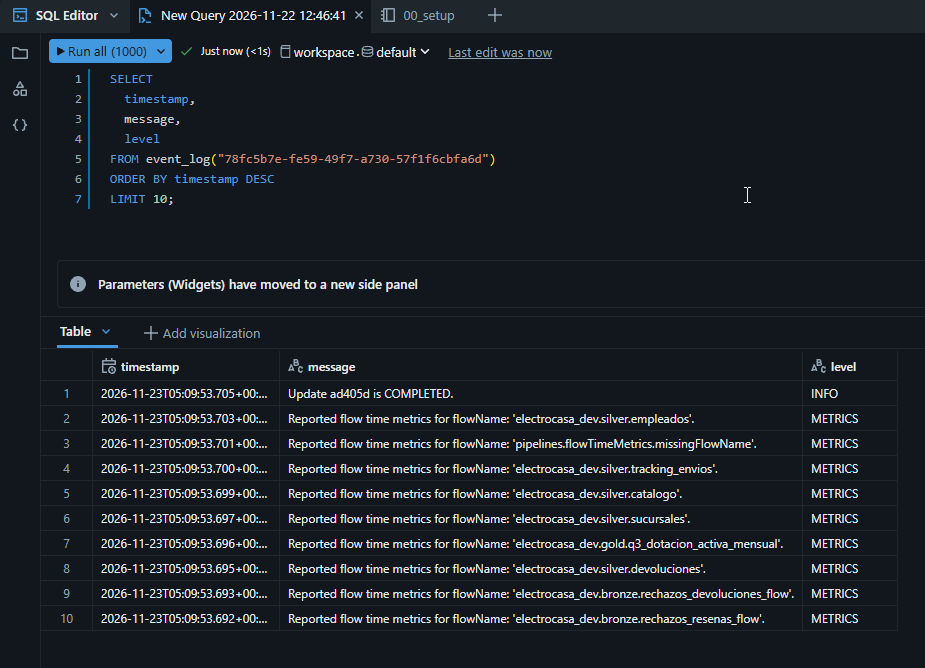 SQL Editor New Query 2026-11-22 12:46:41 00_setup
Run all (1000) Just now (<1s) workspace. default Last edit was now
1 SELECT
2 timestamp,
3 message,
4 level
5 FROM event_log("78fc5b7e-fe59-49f7-a730-57f1f6cbfa6d")
6 ORDER BY timestamp DESC
7 LIMIT 10;
Parameters (Widgets) have moved to a new side panel
Table Add visualization
timestamp message level
1 2026-11-23T05:09:53.705+00:... Update ad405d is COMPLETED. INFO
2 2026-11-23T05:09:53.703+00:... Reported flow time metrics for flowName: 'electrocasa_dev.silver.empleados'. METRICS
3 2026-11-23T05:09:53.701+00:... Reported flow time metrics for flowName: 'pipelines.flowTimeMetrics.missingFlowName'. METRICS
4 2026-11-23T05:09:53.700+00:... Reported flow time metrics for flowName: 'electrocasa_dev.silver.tracking_envios'. METRICS
5 2026-11-23T05:09:53.699+00:... Reported flow time metrics for flowName: 'electrocasa_dev.silver.catalogo'. METRICS
6 2026-11-23T05:09:53.697+00:... Reported flow time metrics for flowName: 'electrocasa_dev.silver.sucursales'. METRICS
7 2026-11-23T05:09:53.696+00:... Reported flow time metrics for flowName: 'electrocasa_dev.gold.q3_dotacion_activa_mensual'. METRICS
8 2026-11-23T05:09:53.695+00:... Reported flow time metrics for flowName: 'electrocasa_dev.silver.devoluciones'. METRICS
9 2026-11-23T05:09:53.693+00:... Reported flow time metrics for flowName: 'electrocasa_dev.bronze.rechazos_devoluciones_flow'. METRICS
10 2026-11-23T05:09:53.692+00:... Reported flow time metrics for flowName: 'electrocasa_dev.bronze.rechazos_resenas_flow'. METRICS